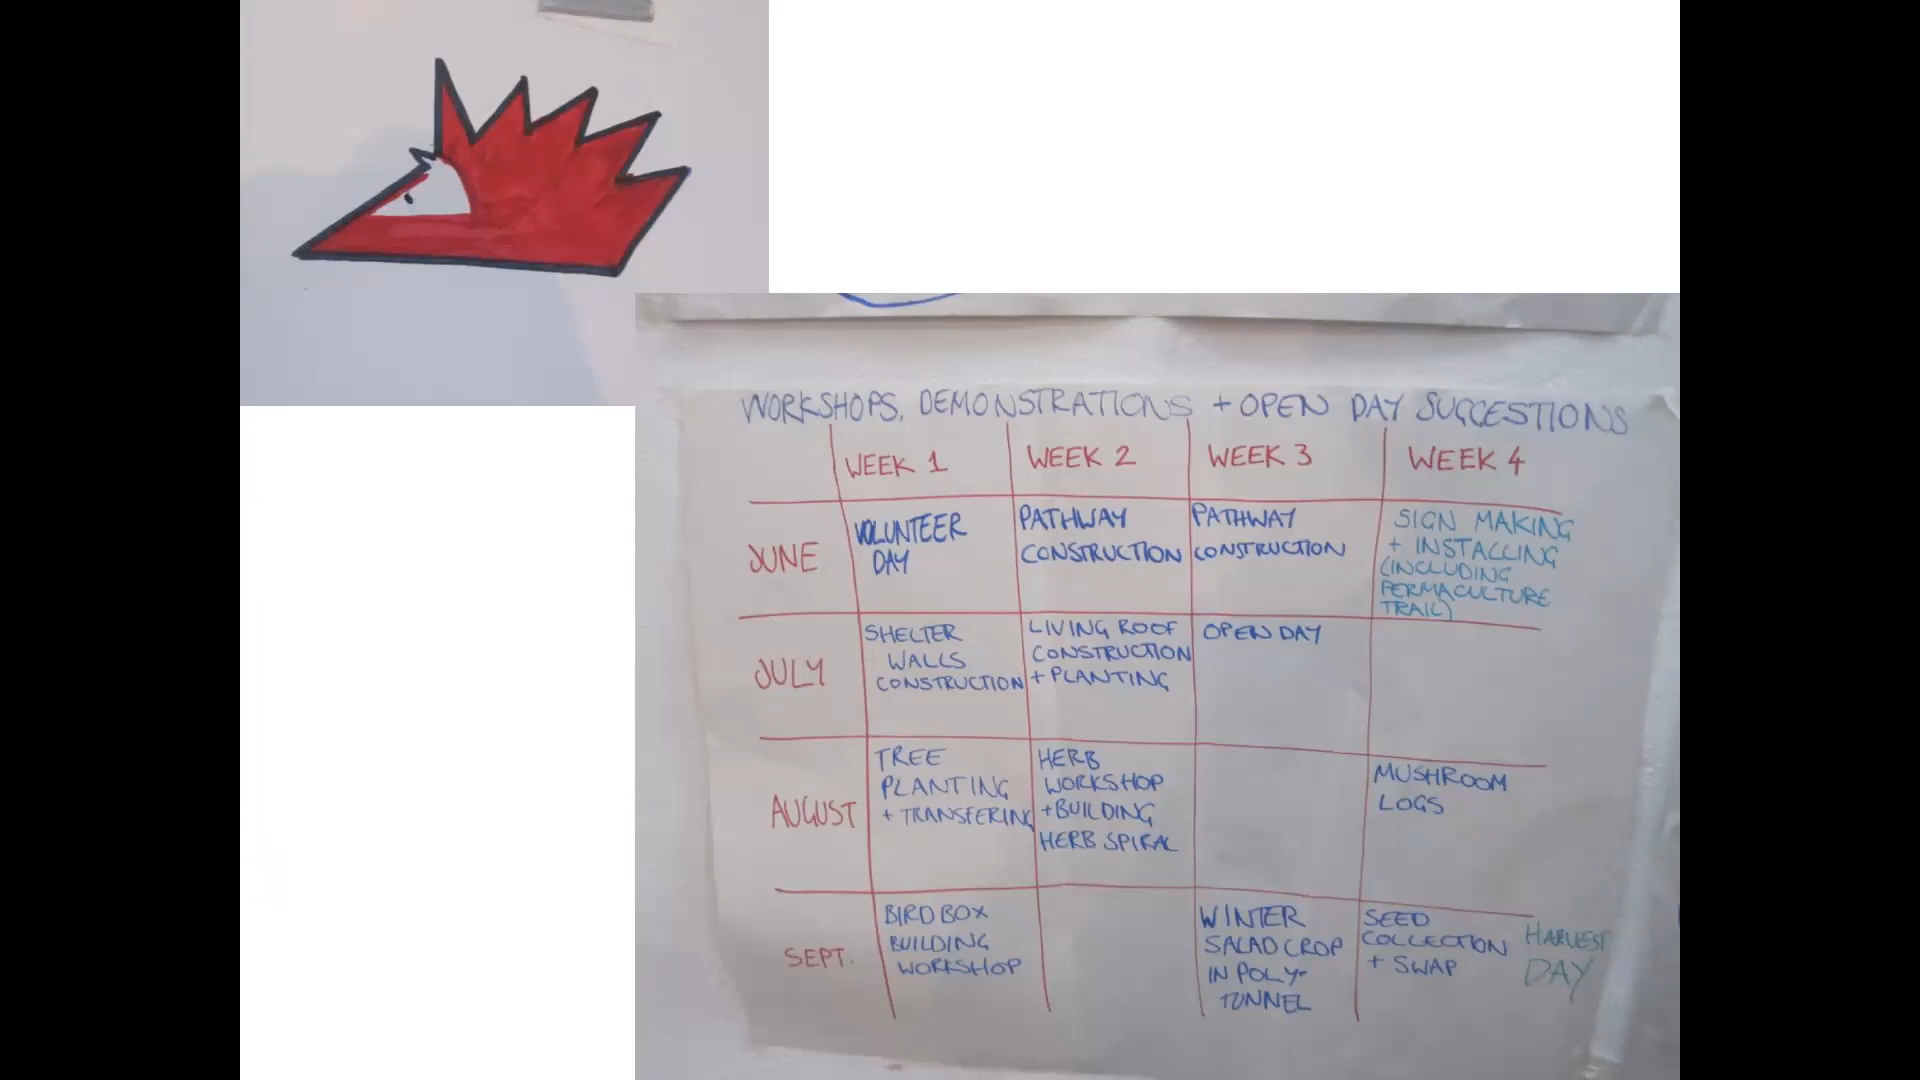 WORKSHOPS, DEMONSTRATIONS + OPEN DAY SUGGESTIONS
WEEK 1
WEEK 2
WEEK 3
WEEK 4
JUNE
VOLUNTEER
DAY
PATHWAY
CONSTRUCTION
PATHWAY
CONSTRUCTION
SIGN MAKING
+ INSTALLING
(INCLUDING
PERMACULTURE
TRAIL)
JULY
SHELTER
WALLS
CONSTRUCTION
LIVING ROOF
CONSTRUCTION
+ PLANTING
OPEN DAY
AUGUST
TREE
PLANTING
+ TRANSFERING
HERB
WORKSHOP
+BUILDING
HERB SPIRAL
MUSHROOM
LOGS
SEPT.
BIRD BOX
BUILDING
WORKSHOP
WINTER
SALAD CROP
IN POLY-
TUNNEL
SEED
COLLECTION
+ SWAP
HARVEST
DAY